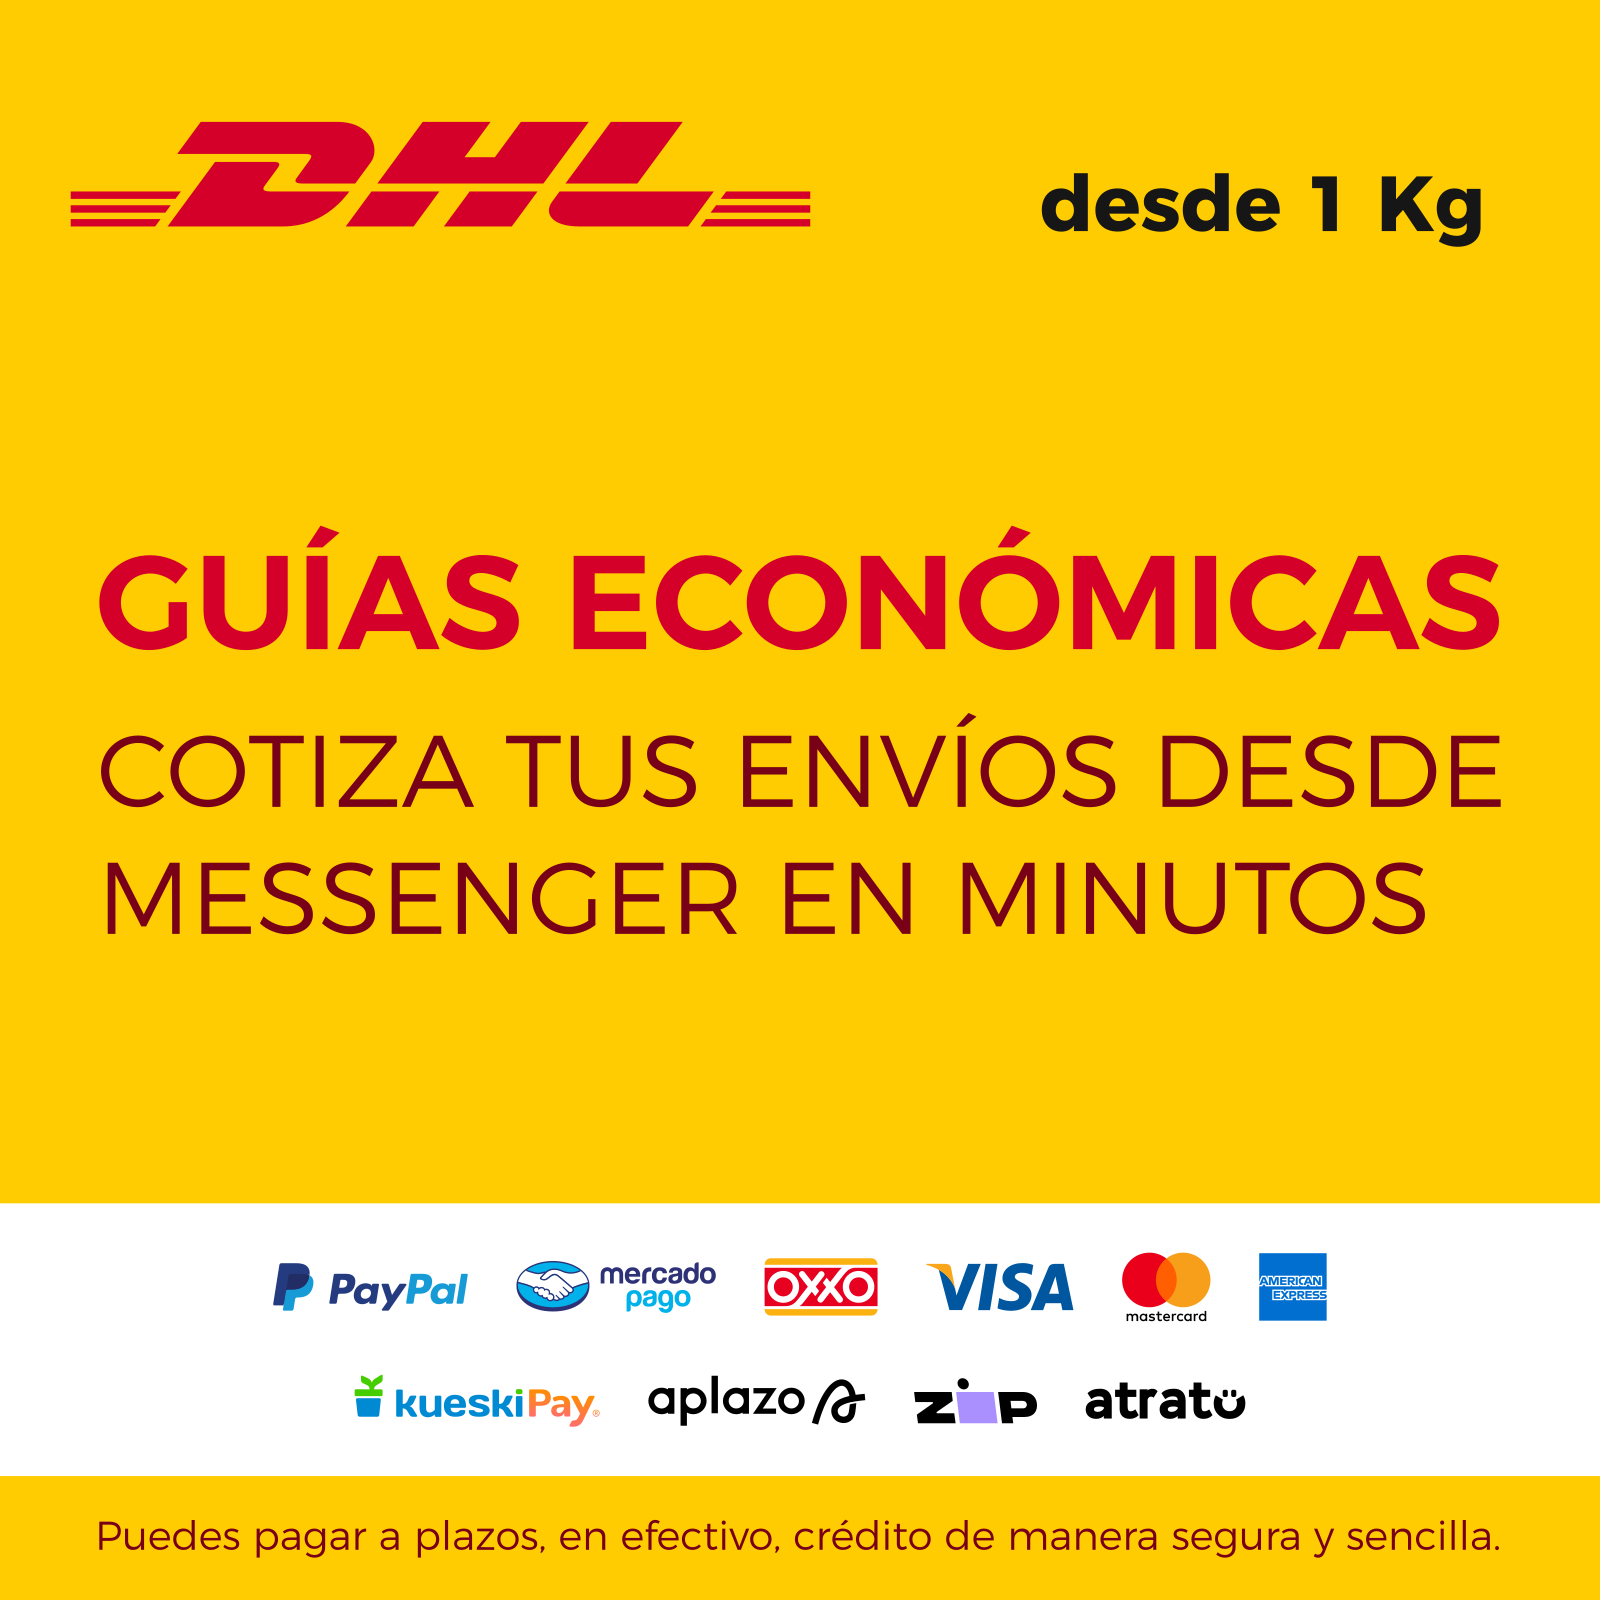 DHL
desde 1 Kg
GUÍAS ECONÓMICAS
COTIZA TUS ENVÍOS DESDE
MESSENGER EN MINUTOS
PayPal
mercado
pago
OXXO
VISA
mastercard
AMERICAN
EXPRESS
kueskiPay®
aplazo
zip
atrato
Puedes pagar a plazos, en efectivo, crédito de manera segura y sencilla.